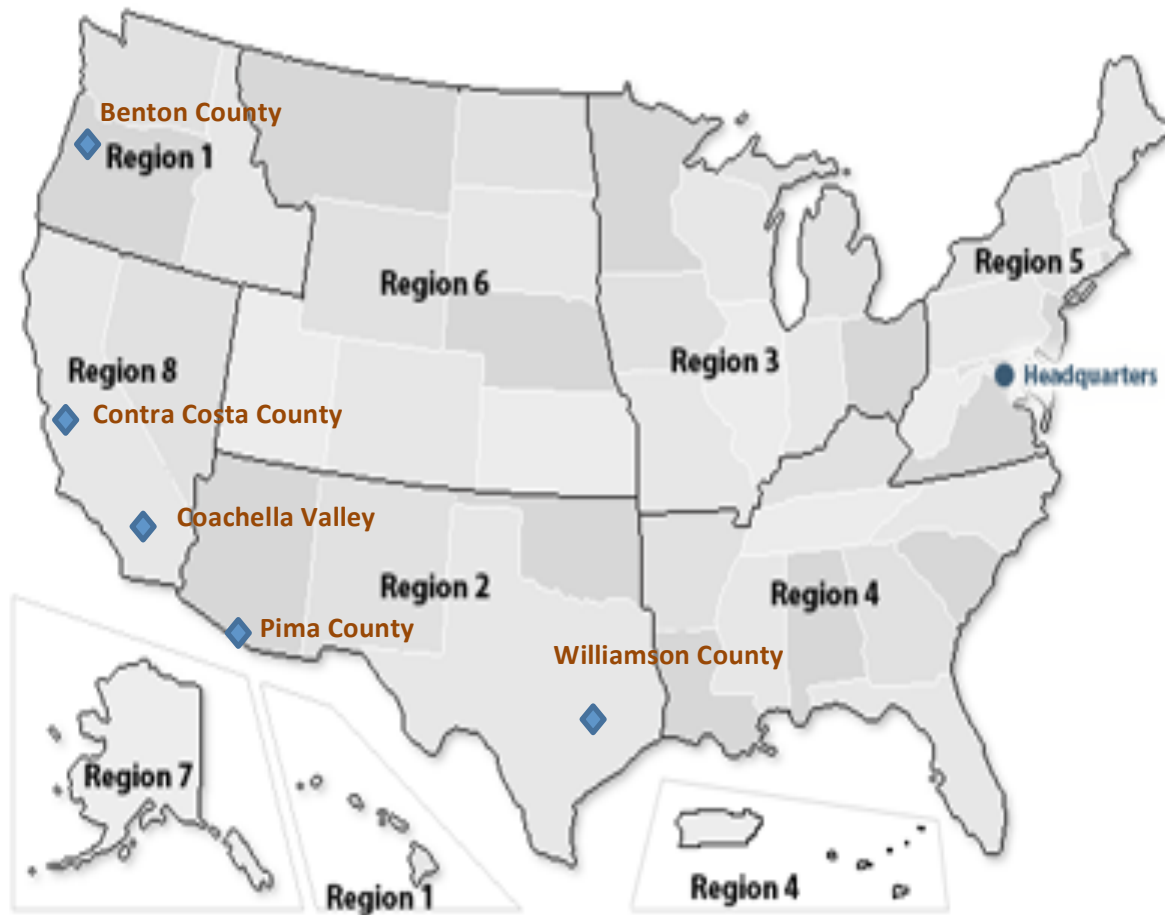 Benton County
Region 1
Region 5
Region 6
Region 3
Region 8
Headquarters
Contra Costa County
Coachella Valley
Region 2
Region 4
Pima County
Williamson County
Region 7
Region 1
Region 4